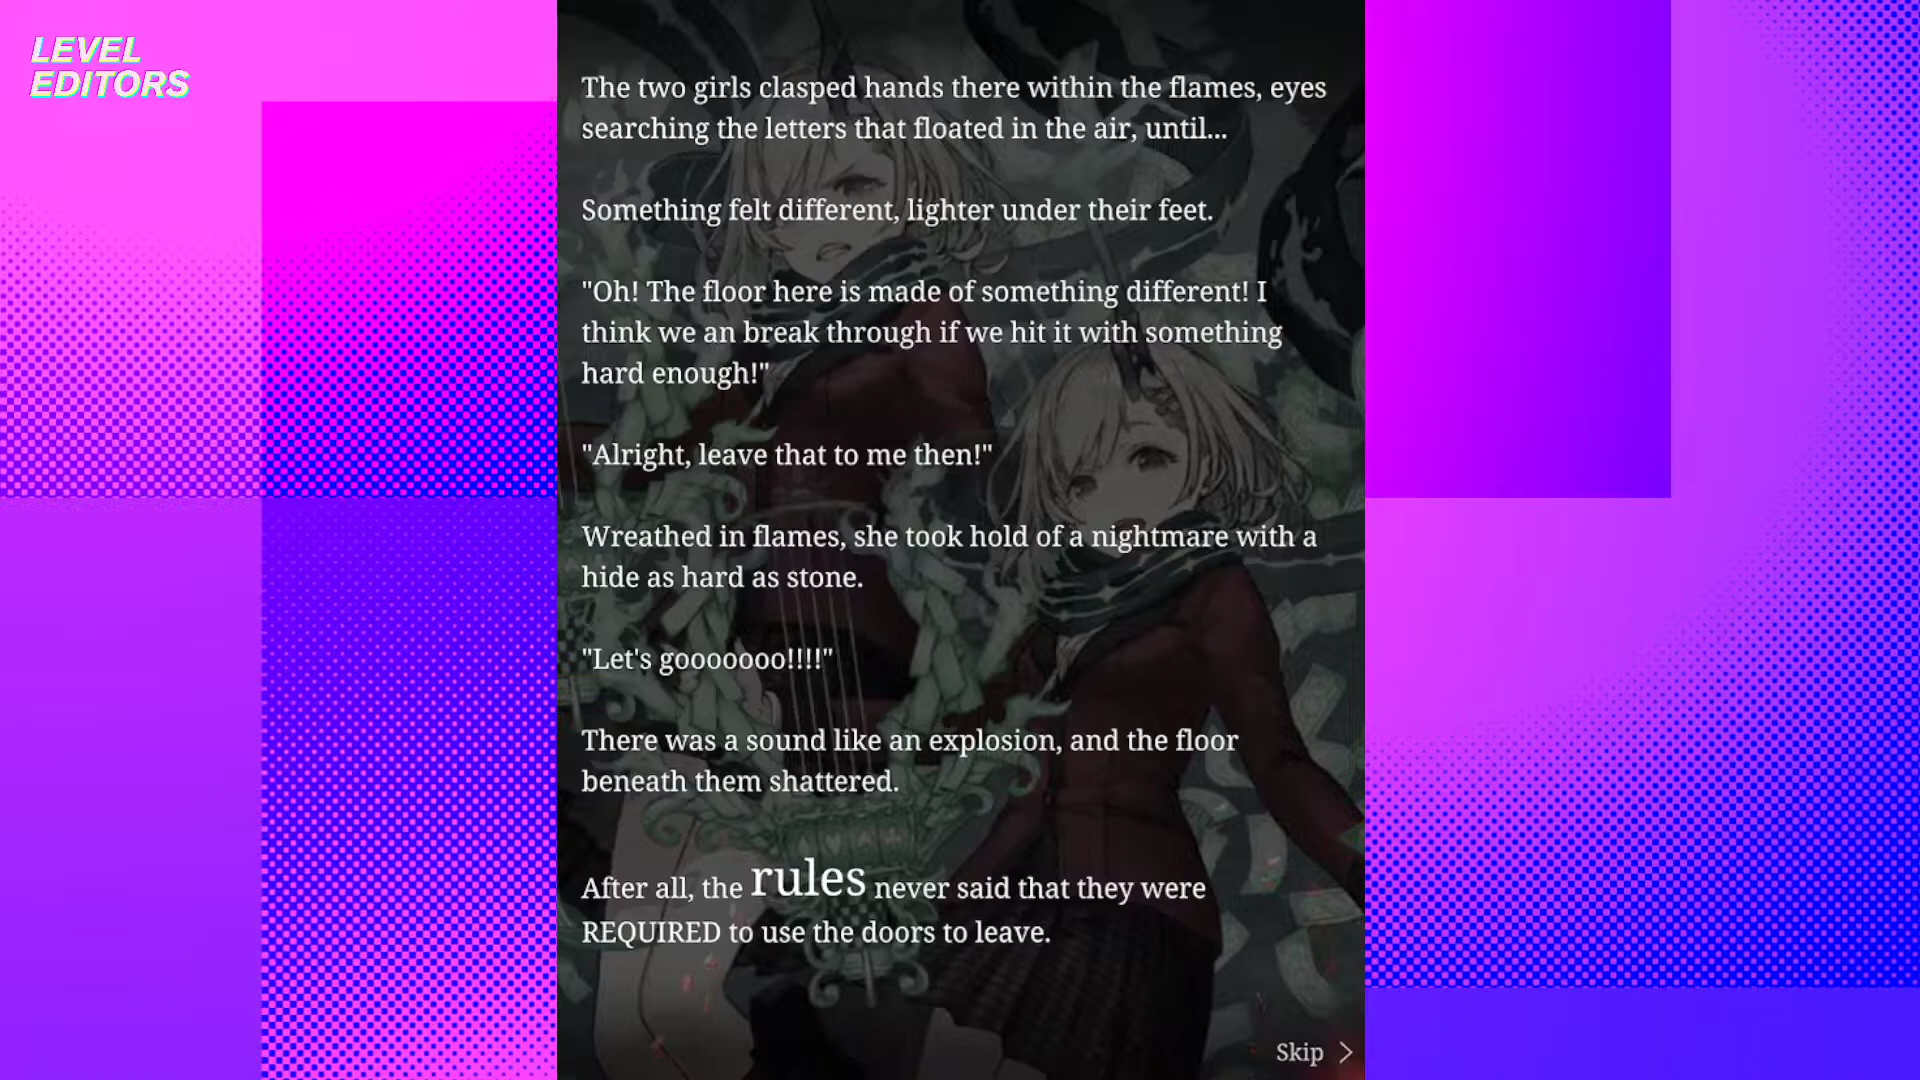 LEVEL
EDITORS
The two girls clasped hands there within the flames, eyes
searching the letters that floated in the air, until...
Something felt different, lighter under their feet.
"Oh! The floor here is made of something different! I
think we an break through if we hit it with something
hard enough!"
"Alright, leave that to me then!"
Wreathed in flames, she took hold of a nightmare with a
hide as hard as stone.
"Let's gooooooo!!!!"
There was a sound like an explosion, and the floor
beneath them shattered.
After all, the rules never said that they were
REQUIRED to use the doors to leave.
Skip